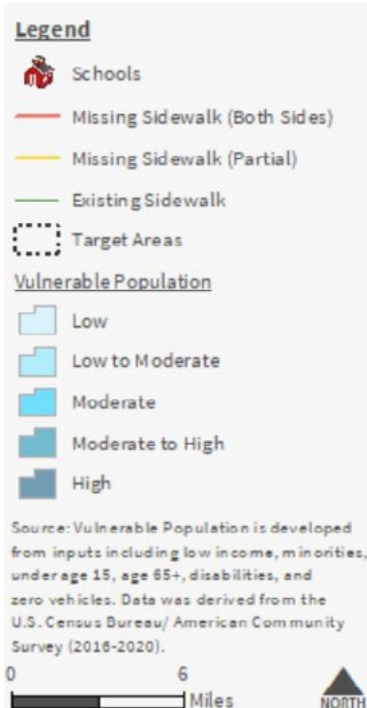 Legend
Schools
Missing Sidewalk (Both Sides)
Missing Sidewalk (Partial)
Existing Sidewalk
Target Areas
Vulnerable Population
Low
Low to Moderate
Moderate
Moderate to High
High
Source: Vulnerable Population is developed
from inputs including low income, minorities,
under age 15, age 65+, disabilities, and
zero vehicles. Data was derived from the
U.S. Census Bureau/ American Community
Survey (2016-2020).
0 6
Miles
NORTH